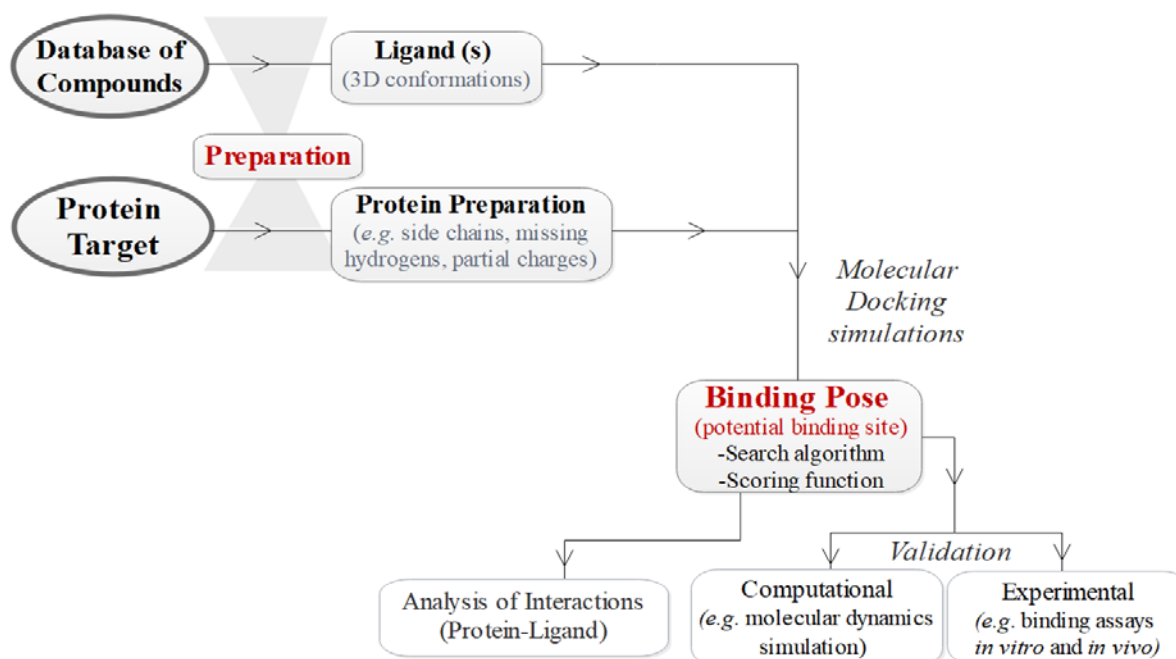 Database of
Compounds
Ligand (s)
(3D conformations)
Preparation
Protein
Target
Protein Preparation
(e.g. side chains, missing
hydrogens, partial charges)
Molecular
Docking
simulations
Binding Pose
(potential binding site)
-Search algorithm
-Scoring function
Validation
Analysis of Interactions
(Protein-Ligand)
Computational
(e.g. molecular dynamics
simulation)
Experimental
(e.g. binding assays
in vitro and in vivo)